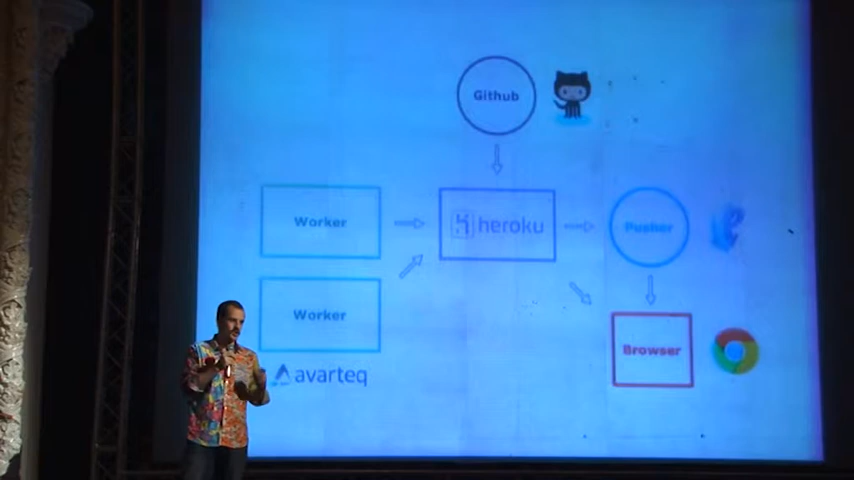 Github
Worker
heroku
Pusher
Worker
Browser
avarteq